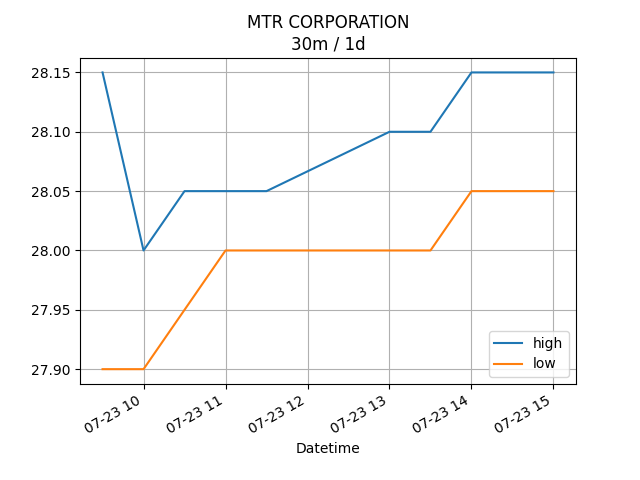 MTR CORPORATION
30m / 1d
28.15
28.10
28.05
28.00
27.95
27.90
high
low
07-23 10
07-23 11
07-23 12
07-23 13
07-23 14
07-23 15
Datetime